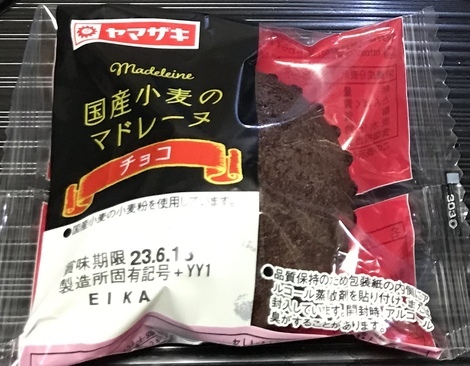 ヤマザキ
Madeleine
国産小麦の
マドレーヌ
チョコ
●国産小麦の小麦粉を使用しています。
賞味期限 23.6.1
製造所固有記号+YY1
EIKA
●品質保持のため包装紙の内側にア
ルコール蒸散剤を貼り付け
封入しています。開封時、アルコール
臭がすることがあります。
3030